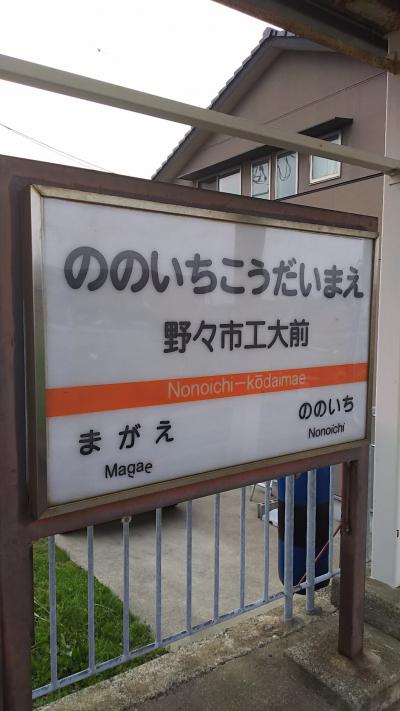 ののいちこうだいまえ
野々市工大前
Nonoichi-kōdaimae
まがえ ののいち
Magae Nonoichi